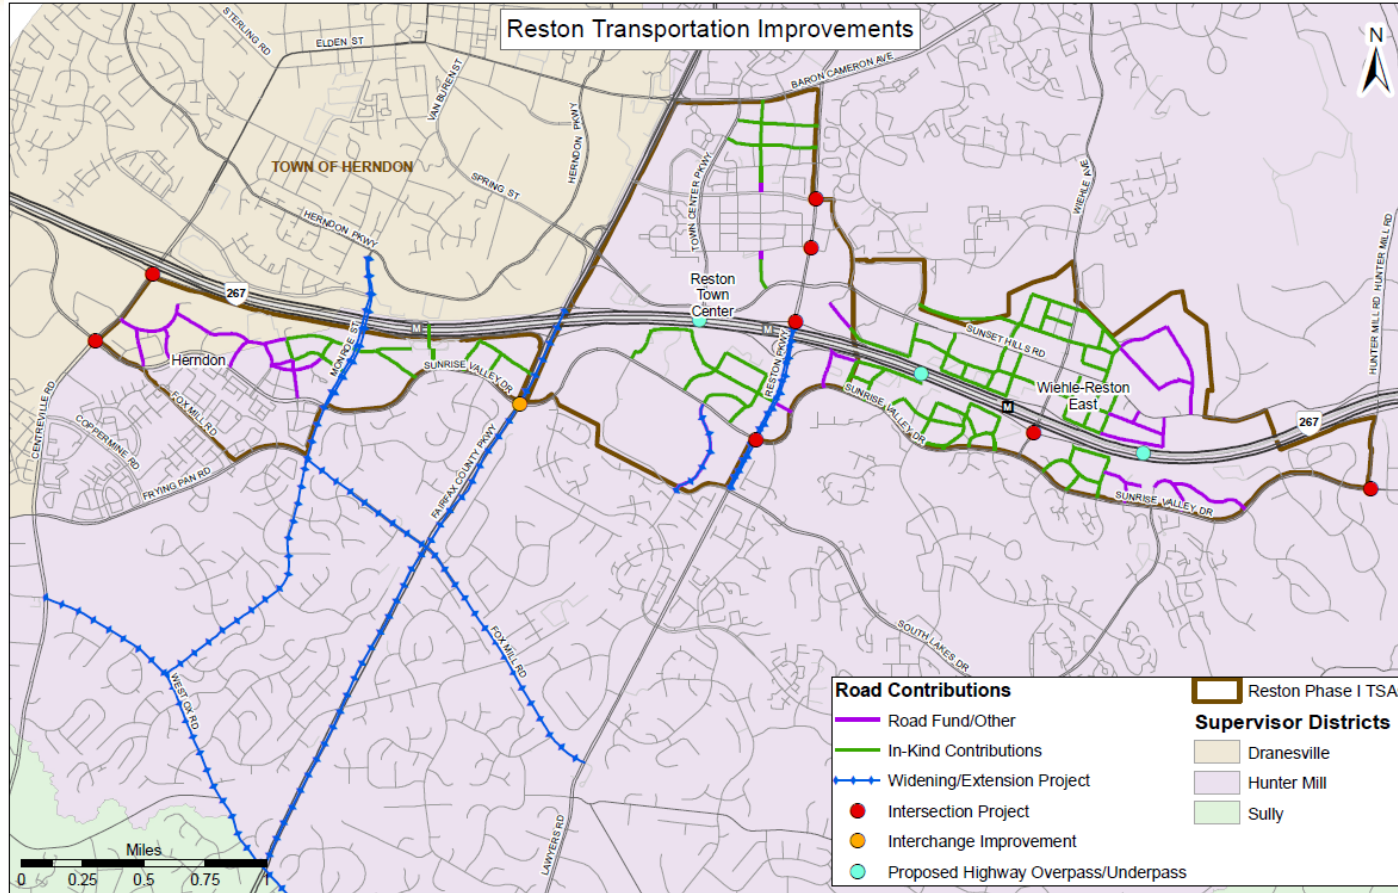 Reston Transportation Improvements
N
STERLING RD
ELDEN ST
VAN BUREN ST
HERNDON PKWY
BARON CAMERON AVE
TOWN OF HERNDON
SPRING ST
HERNDON PKWY
TOWN CENTER PKWY
WIEHLE AVE
HUNTER MILL RD
HUNTER MILL RD
267
Reston
Town
Center
M
M
MONROE ST
Herndon
SUNRISE VALLEY DR
RESTON PKWY
SUNSET HILLS RD
Wiehle-Reston
East
M
267
CENTREVILLE RD
FOX MILL RD
COPPERMINE RD
FRYING PAN RD
FAIRFAX COUNTY PKWY
SUNRISE VALLEY DR
SUNRISE VALLEY DR
WEST OX RD
FOX MILL RD
SOUTH LAKES DR
LAWYERS RD
Road Contributions
Road Fund/Other
In-Kind Contributions
Widening/Extension Project
Intersection Project
Interchange Improvement
Proposed Highway Overpass/Underpass
Reston Phase I TSA
Supervisor Districts
Dranesville
Hunter Mill
Sully
Miles
0 0.25 0.5 0.75 1